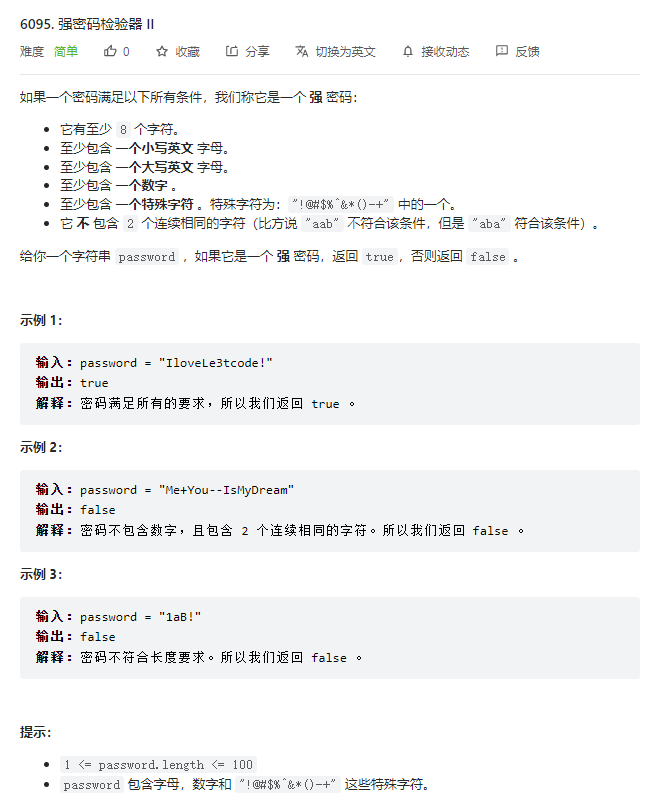 6095. 强密码检验器 II
难度 简单 0 收藏 分享 切换为英文 接收动态 反馈
如果一个密码满足以下所有条件，我们称它是一个 强 密码：
它有至少 8 个字符。
至少包含 一个小写英文 字母。
至少包含 一个大写英文 字母。
至少包含 一个数字 。
至少包含 一个特殊字符 。特殊字符为："!@#$%^&*()-+" 中的一个。
它 不 包含 2 个连续相同的字符（比方说 "aab" 不符合该条件，但是 "aba" 符合该条件）。
给你一个字符串 password ，如果它是一个 强 密码，返回 true，否则返回 false 。
示例 1：
输入：password = "IloveLe3tcode!"
输出：true
解释：密码满足所有的要求，所以我们返回 true 。
示例 2：
输入：password = "Me+You--IsMyDream"
输出：false
解释：密码不包含数字，且包含 2 个连续相同的字符。所以我们返回 false 。
示例 3：
输入：password = "1aB!"
输出：false
解释：密码不符合长度要求。所以我们返回 false 。
提示：
1 <= password.length <= 100
password 包含字母，数字和 "!@#$%^&*()-+" 这些特殊字符。